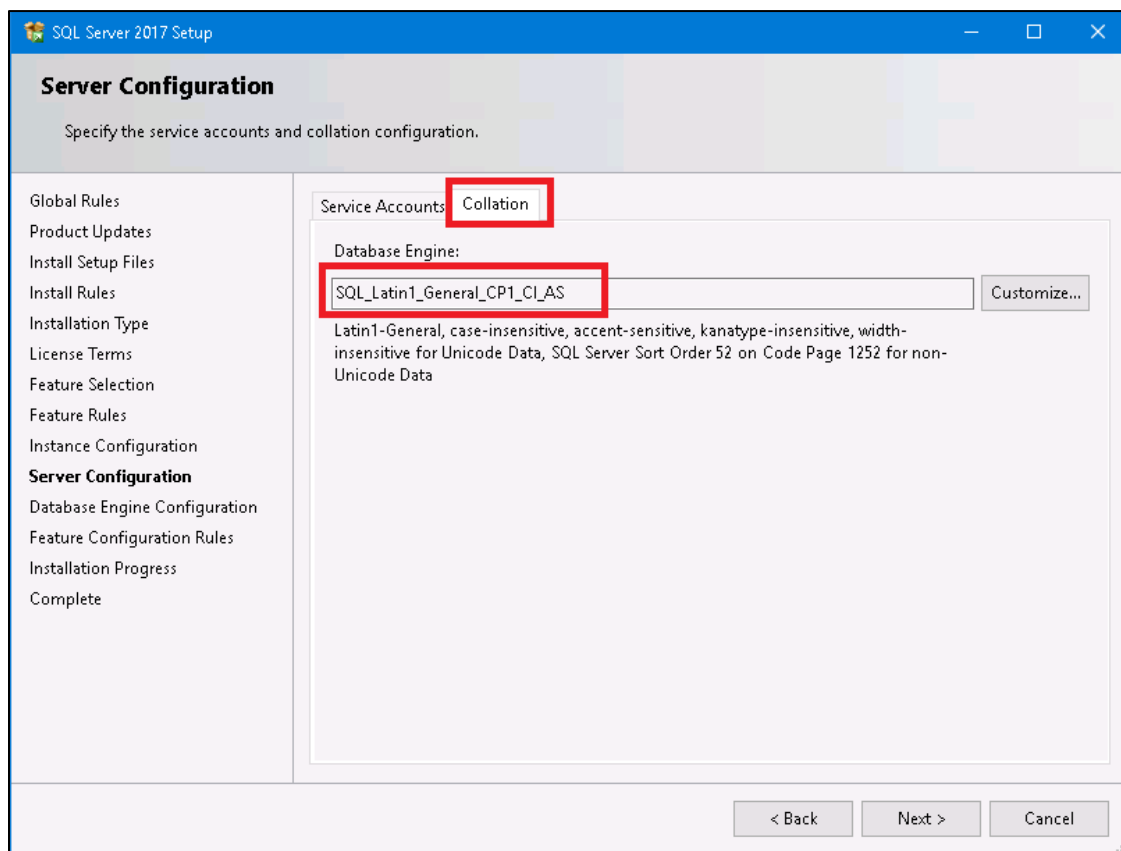 SQL Server 2017 Setup
Server Configuration
Specify the service accounts and collation configuration.
Global Rules
Product Updates
Install Setup Files
Install Rules
Installation Type
License Terms
Feature Selection
Feature Rules
Instance Configuration
Server Configuration
Database Engine Configuration
Feature Configuration Rules
Installation Progress
Complete
Service Accounts Collation
Database Engine:
SQL_Latin1_General_CP1_CI_AS Customize...
Latin1-General, case-insensitive, accent-sensitive, kanatype-insensitive, width-
insensitive for Unicode Data, SQL Server Sort Order 52 on Code Page 1252 for non-
Unicode Data
< Back Next > Cancel